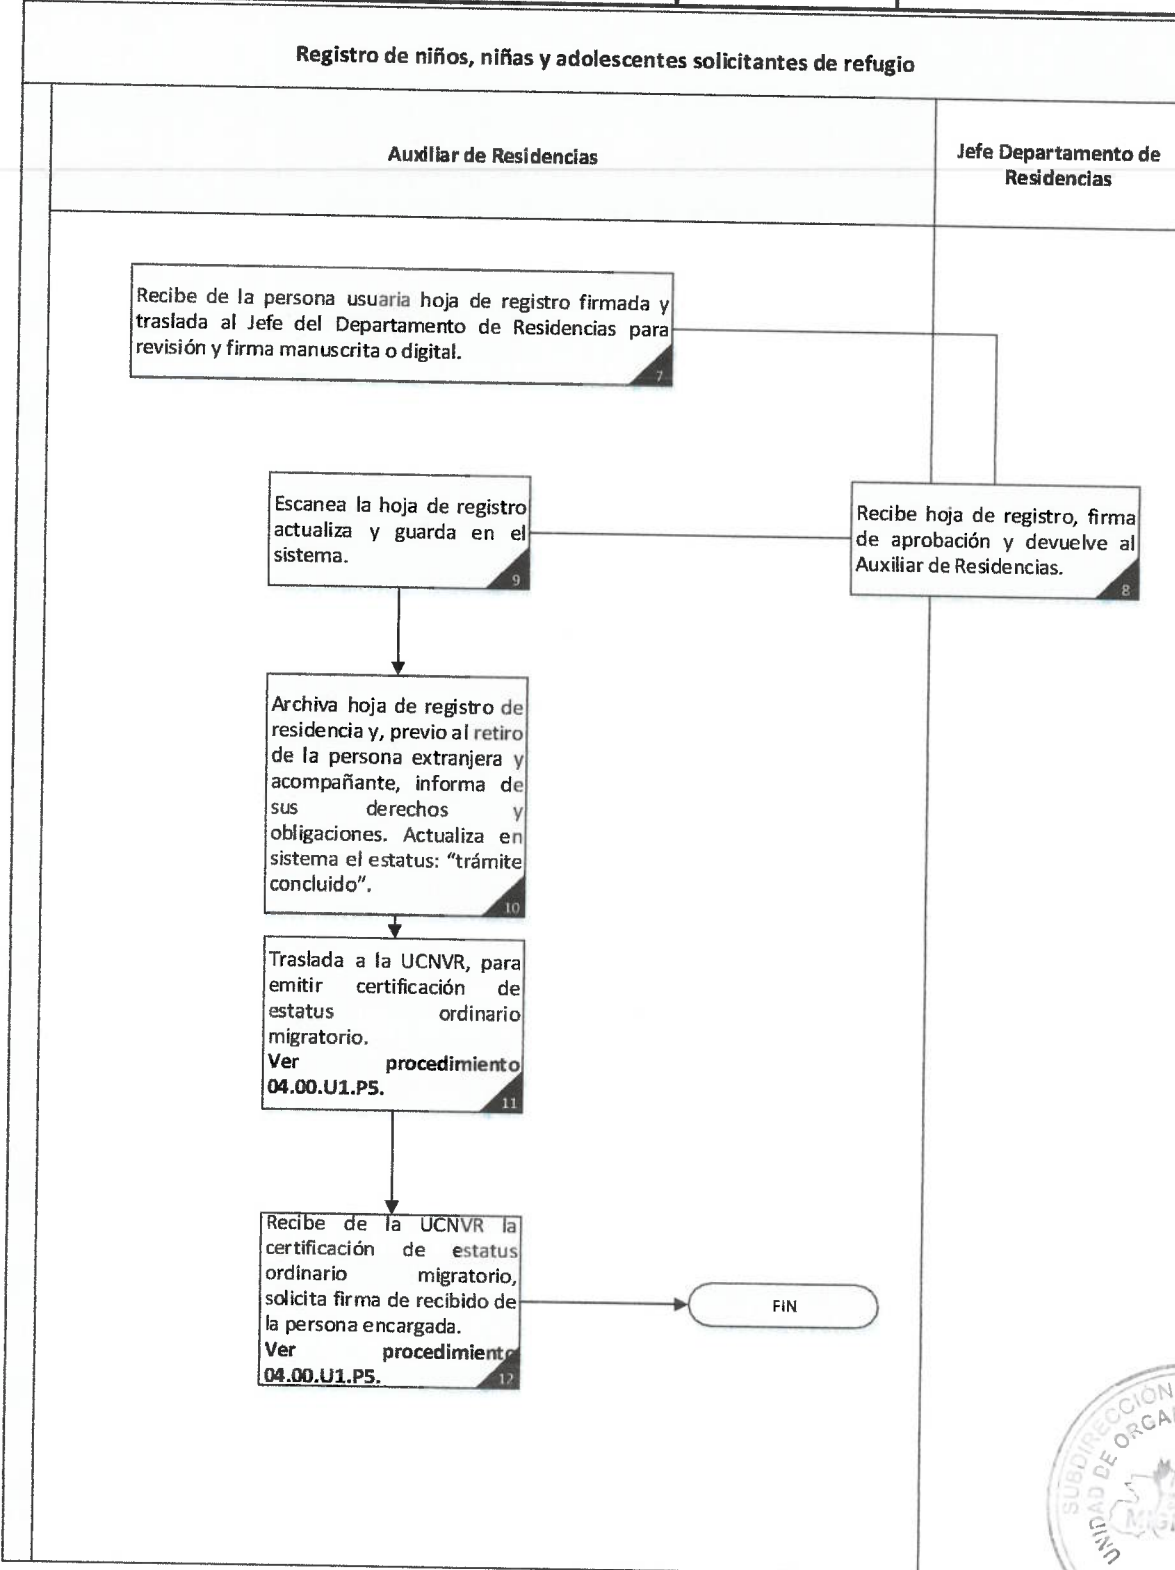 Registro de niños, niñas y adolescentes solicitantes de refugio
Auxiliar de Residencias
Jefe Departamento de
Residencias
Recibe de la persona usuaria hoja de registro firmada y
traslada al Jefe del Departamento de Residencias para
revisión y firma manuscrita o digital.
7
Recibe hoja de registro, firma
de aprobación y devuelve al
Auxiliar de Residencias.
8
Escanea la hoja de registro
actualiza y guarda en el
sistema.
9
Archiva hoja de registro de
residencia y, previo al retiro
de la persona extranjera y
acompañante, informa de
sus derechos y
obligaciones. Actualiza en
sistema el estatus: “trámite
concluido”.
10
Traslada a la UCNVR, para
emitir certificación de
estatus ordinario
migratorio.
Ver procedimiento
04.00.U1.P5.
11
Recibe de la UCNVR la
certificación de estatus
ordinario migratorio,
solicita firma de recibido de
la persona encargada.
Ver procedimiento
04.00.U1.P5.
12
FIN
SUBDIRECCIÓN
UNIDAD DE ORGA